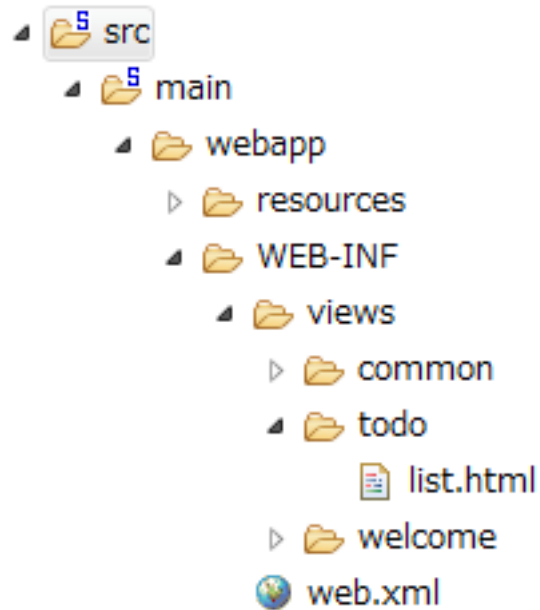 src
main
webapp
resources
WEB-INF
views
common
todo
list.html
welcome
web.xml